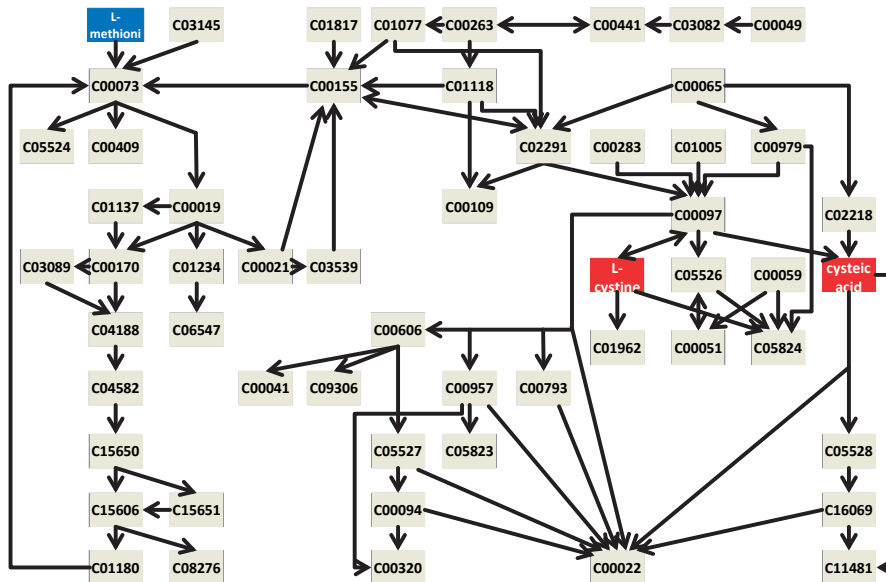 L-
methioni
C03145
C01817
C01077
C00263
C00441
C03082
C00049
C00073
C00155
C01118
C00065
C05524
C00409
C02291
C00283
C01005
C00979
C01137
C00019
C00109
C00097
C02218
C03089
C00170
C01234
C00021
C03539
L-
cystine
C05526
C00059
cysteic
acid
C06547
C04188
C00606
C01962
C00051
C05824
C04582
C00041
C09306
C00957
C00793
C15650
C05527
C05823
C05528
C15606
C15651
C00094
C16069
C01180
C08276
C00320
C00022
C11481